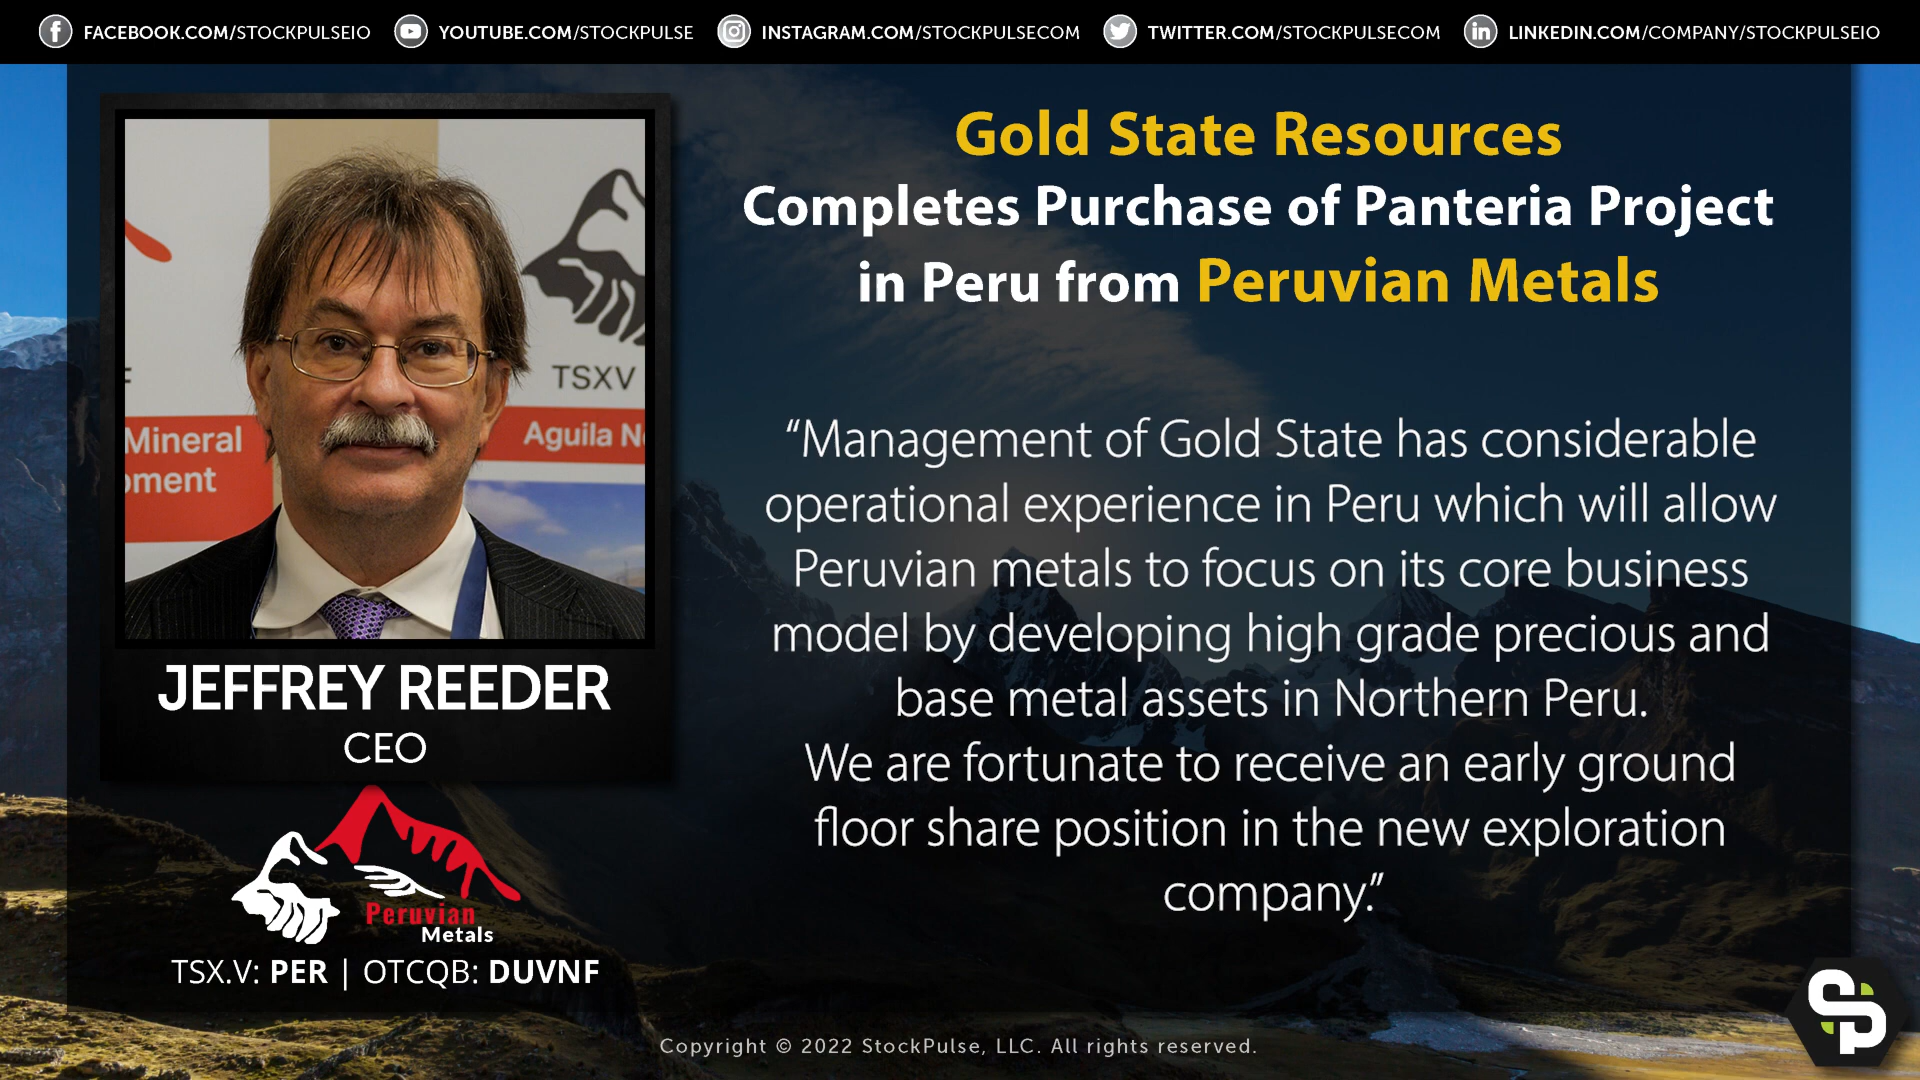 FACEBOOK.COM/STOCKPULSEIO YOUTUBE.COM/STOCKPULSE INSTAGRAM.COM/STOCKPULSECOM TWITTER.COM/STOCKPULSECOM LINKEDIN.COM/COMPANY/STOCKPULSEIO
TSXV
Mineral
Aguila
JEFFREY REEDER
CEO
Peruvian
Metals
TSX.V: PER | OTCQB: DUVNF
Gold State Resources
Completes Purchase of Panteria Project
in Peru from Peruvian Metals
“Management of Gold State has considerable
operational experience in Peru which will allow
Peruvian metals to focus on its core business
model by developing high grade precious and
base metal assets in Northern Peru.
We are fortunate to receive an early ground
floor share position in the new exploration
company.”
Copyright © 2022 StockPulse, LLC. All rights reserved.
SP